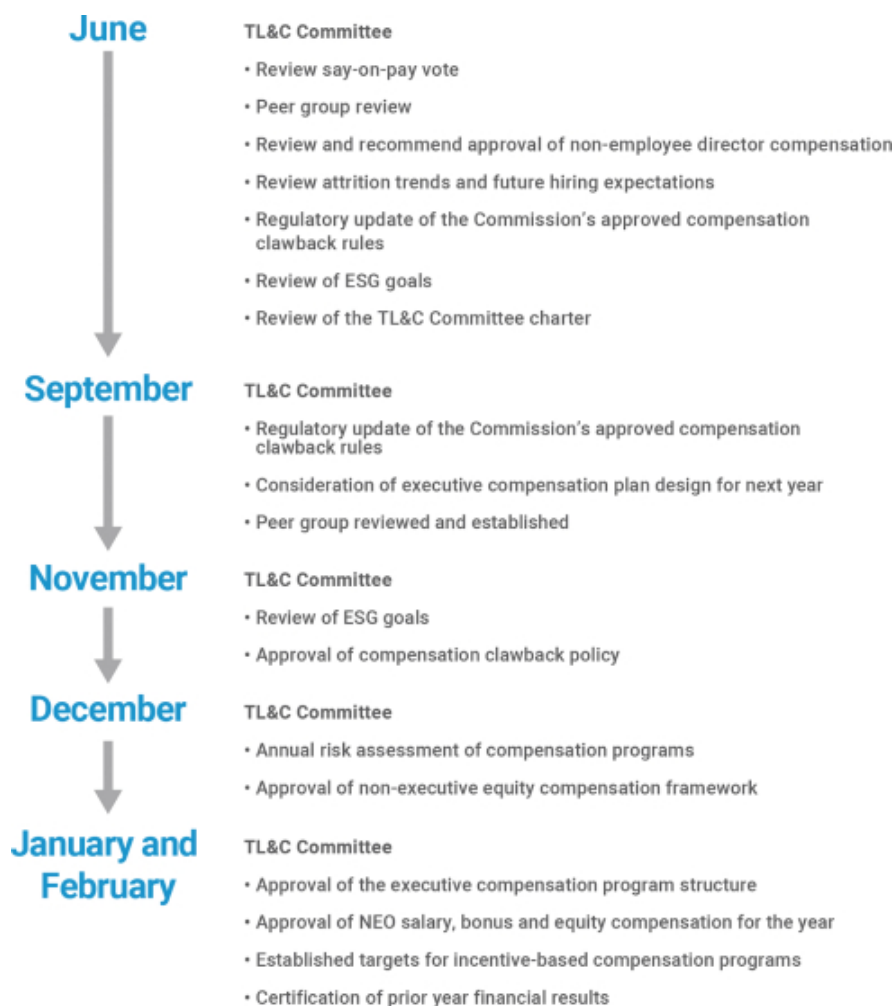 June
TL&C Committee
• Review say-on-pay vote
• Peer group review
• Review and recommend approval of non-employee director compensation
• Review attrition trends and future hiring expectations
• Regulatory update of the Commission’s approved compensation
clawback rules
• Review of ESG goals
• Review of the TL&C Committee charter
September
TL&C Committee
• Regulatory update of the Commission’s approved compensation
clawback rules
• Consideration of executive compensation plan design for next year
• Peer group reviewed and established
November
TL&C Committee
• Review of ESG goals
• Approval of compensation clawback policy
December
TL&C Committee
• Annual risk assessment of compensation programs
• Approval of non-executive equity compensation framework
January and
February
TL&C Committee
• Approval of the executive compensation program structure
• Approval of NEO salary, bonus and equity compensation for the year
• Established targets for incentive-based compensation programs
• Certification of prior year financial results